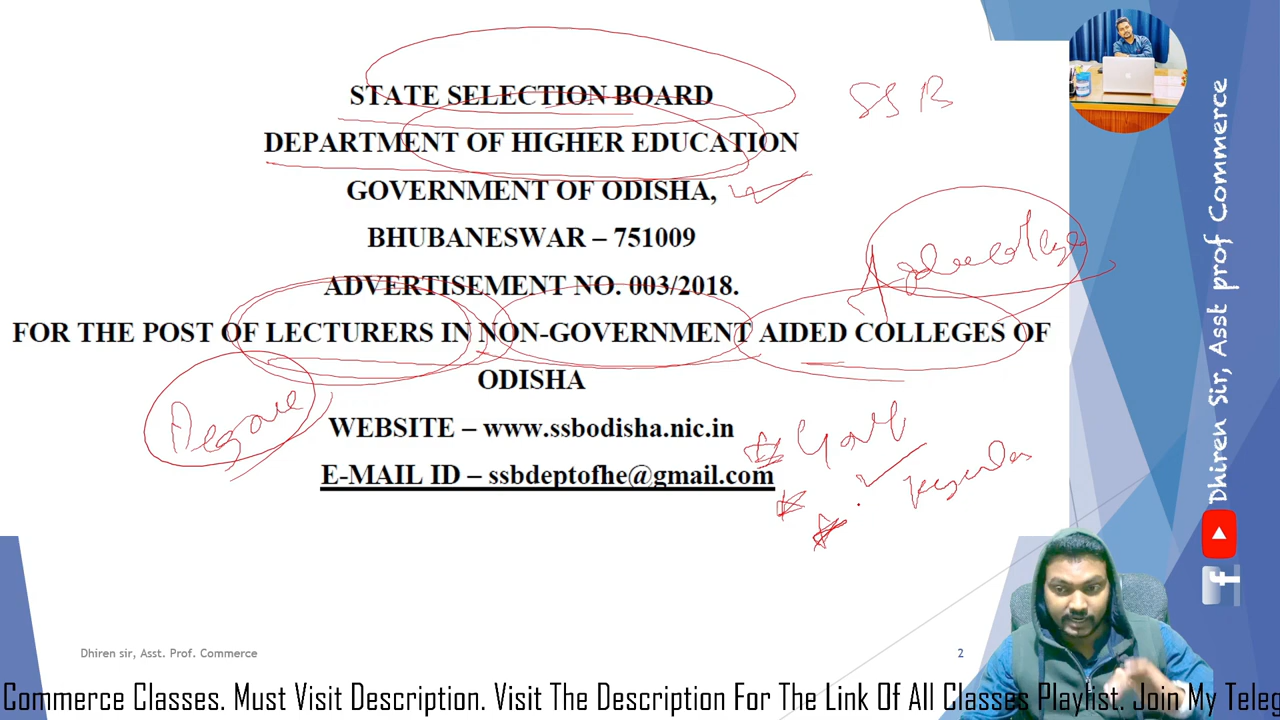 STATE SELECTION BOARD
SSB
DEPARTMENT OF HIGHER EDUCATION
GOVERNMENT OF ODISHA,
BHUBANESWAR – 751009
ADVERTISEMENT NO. 003/2018.
FOR THE POST OF LECTURERS IN NON-GOVERNMENT AIDED COLLEGES OF
ODISHA
Degree
WEBSITE – www.ssbodisha.nic.in
E-MAIL ID – ssbdeptofhe@gmail.com
Dhiren Sir, Asst prof Commerce
f
Dhiren sir, Asst. Prof. Commerce
2
Commerce Classes. Must Visit Description. Visit The Description For The Link Of All Classes Playlist. Join My Teleg